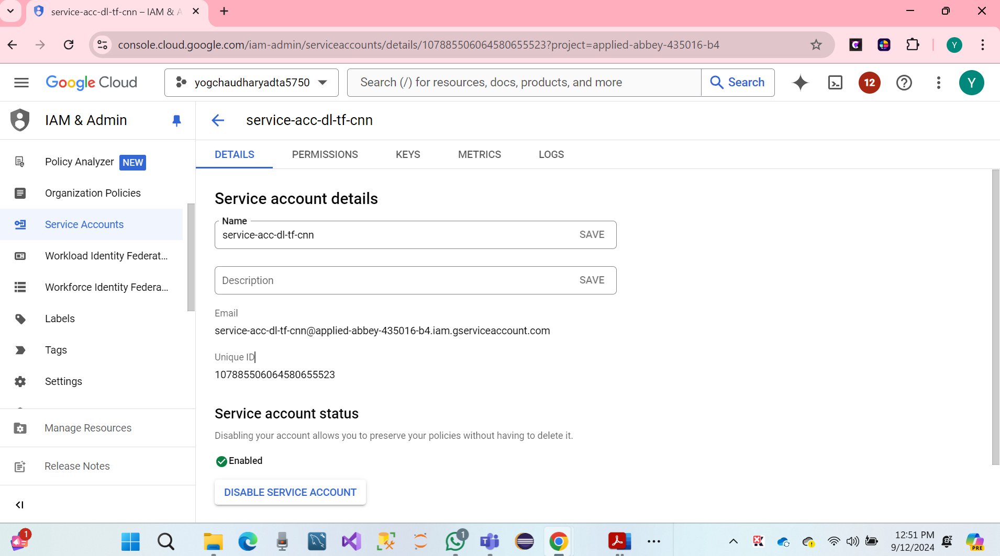 service-acc-dl-tf-cnn – IAM & A
console.cloud.google.com/iam-admin/serviceaccounts/details/107885506064580655523?project=applied-abbey-435016-b4
Y
Google Cloud
yogchaudharyadta5750
Search (/) for resources, docs, products, and more
Search
12
Y
IAM & Admin
service-acc-dl-tf-cnn
Policy Analyzer NEW
Organization Policies
Service Accounts
Workload Identity Federat...
Workforce Identity Federa...
Labels
Tags
Settings
Manage Resources
Release Notes
DETAILS PERMISSIONS KEYS METRICS LOGS
Service account details
Name
service-acc-dl-tf-cnn SAVE
Description SAVE
Email
service-acc-dl-tf-cnn@applied-abbey-435016-b4.iam.gserviceaccount.com
Unique ID
107885506064580655523
Service account status
Disabling your account allows you to preserve your policies without having to delete it.
Enabled
DISABLE SERVICE ACCOUNT
1
1
12:51 PM
9/12/2024
PRE